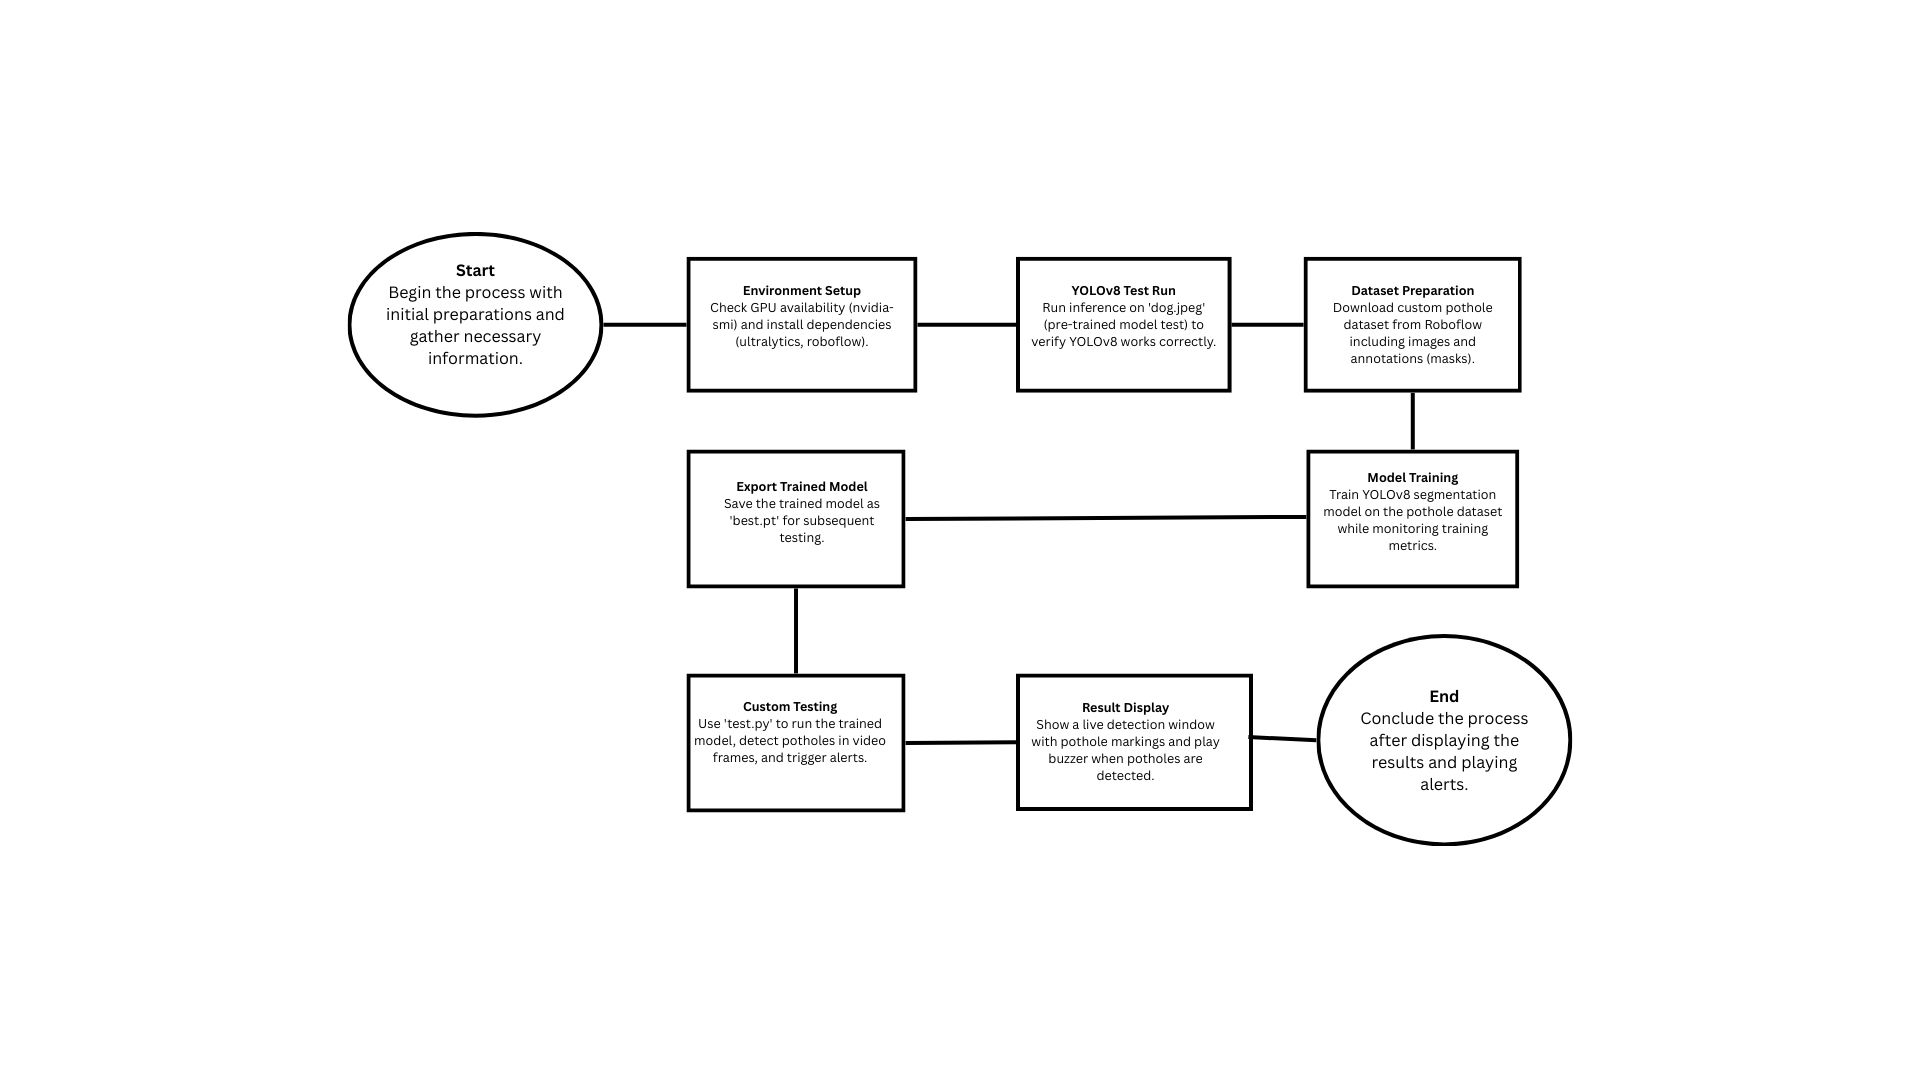 Start
Begin the process with
initial preparations and
gather necessary
information.
Environment Setup
Check GPU availability (nvidia-
smi) and install dependencies
(ultralytics, roboflow).
YOLOv8 Test Run
Run inference on 'dog.jpeg'
(pre-trained model test) to
verify YOLOv8 works correctly.
Dataset Preparation
Download custom pothole
dataset from Roboflow
including images and
annotations (masks).
Model Training
Train YOLOv8 segmentation
model on the pothole dataset
while monitoring training
metrics.
Export Trained Model
Save the trained model as
'best.pt' for subsequent
testing.
Custom Testing
Use 'test.py' to run the trained
model, detect potholes in video
frames, and trigger alerts.
Result Display
Show a live detection window
with pothole markings and play
buzzer when potholes are
detected.
End
Conclude the process
after displaying the
results and playing
alerts.